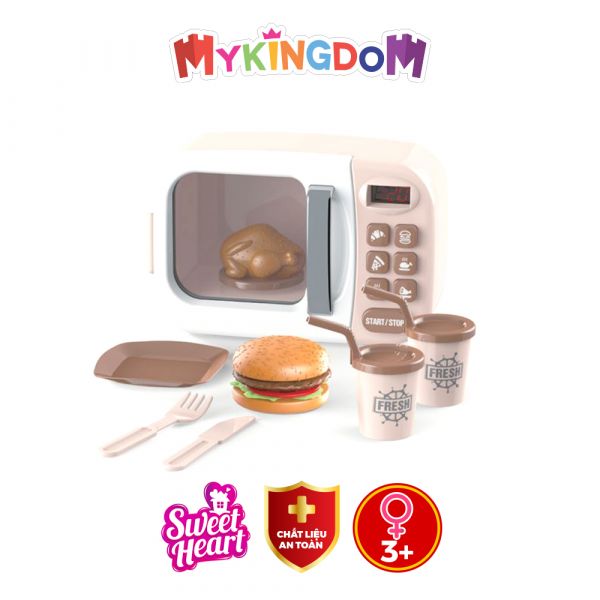 MYKINGDOM
START/STOP
FRESH
FRESH
Sweet
Heart
CHẤT LIỆU
AN TOÀN
3+